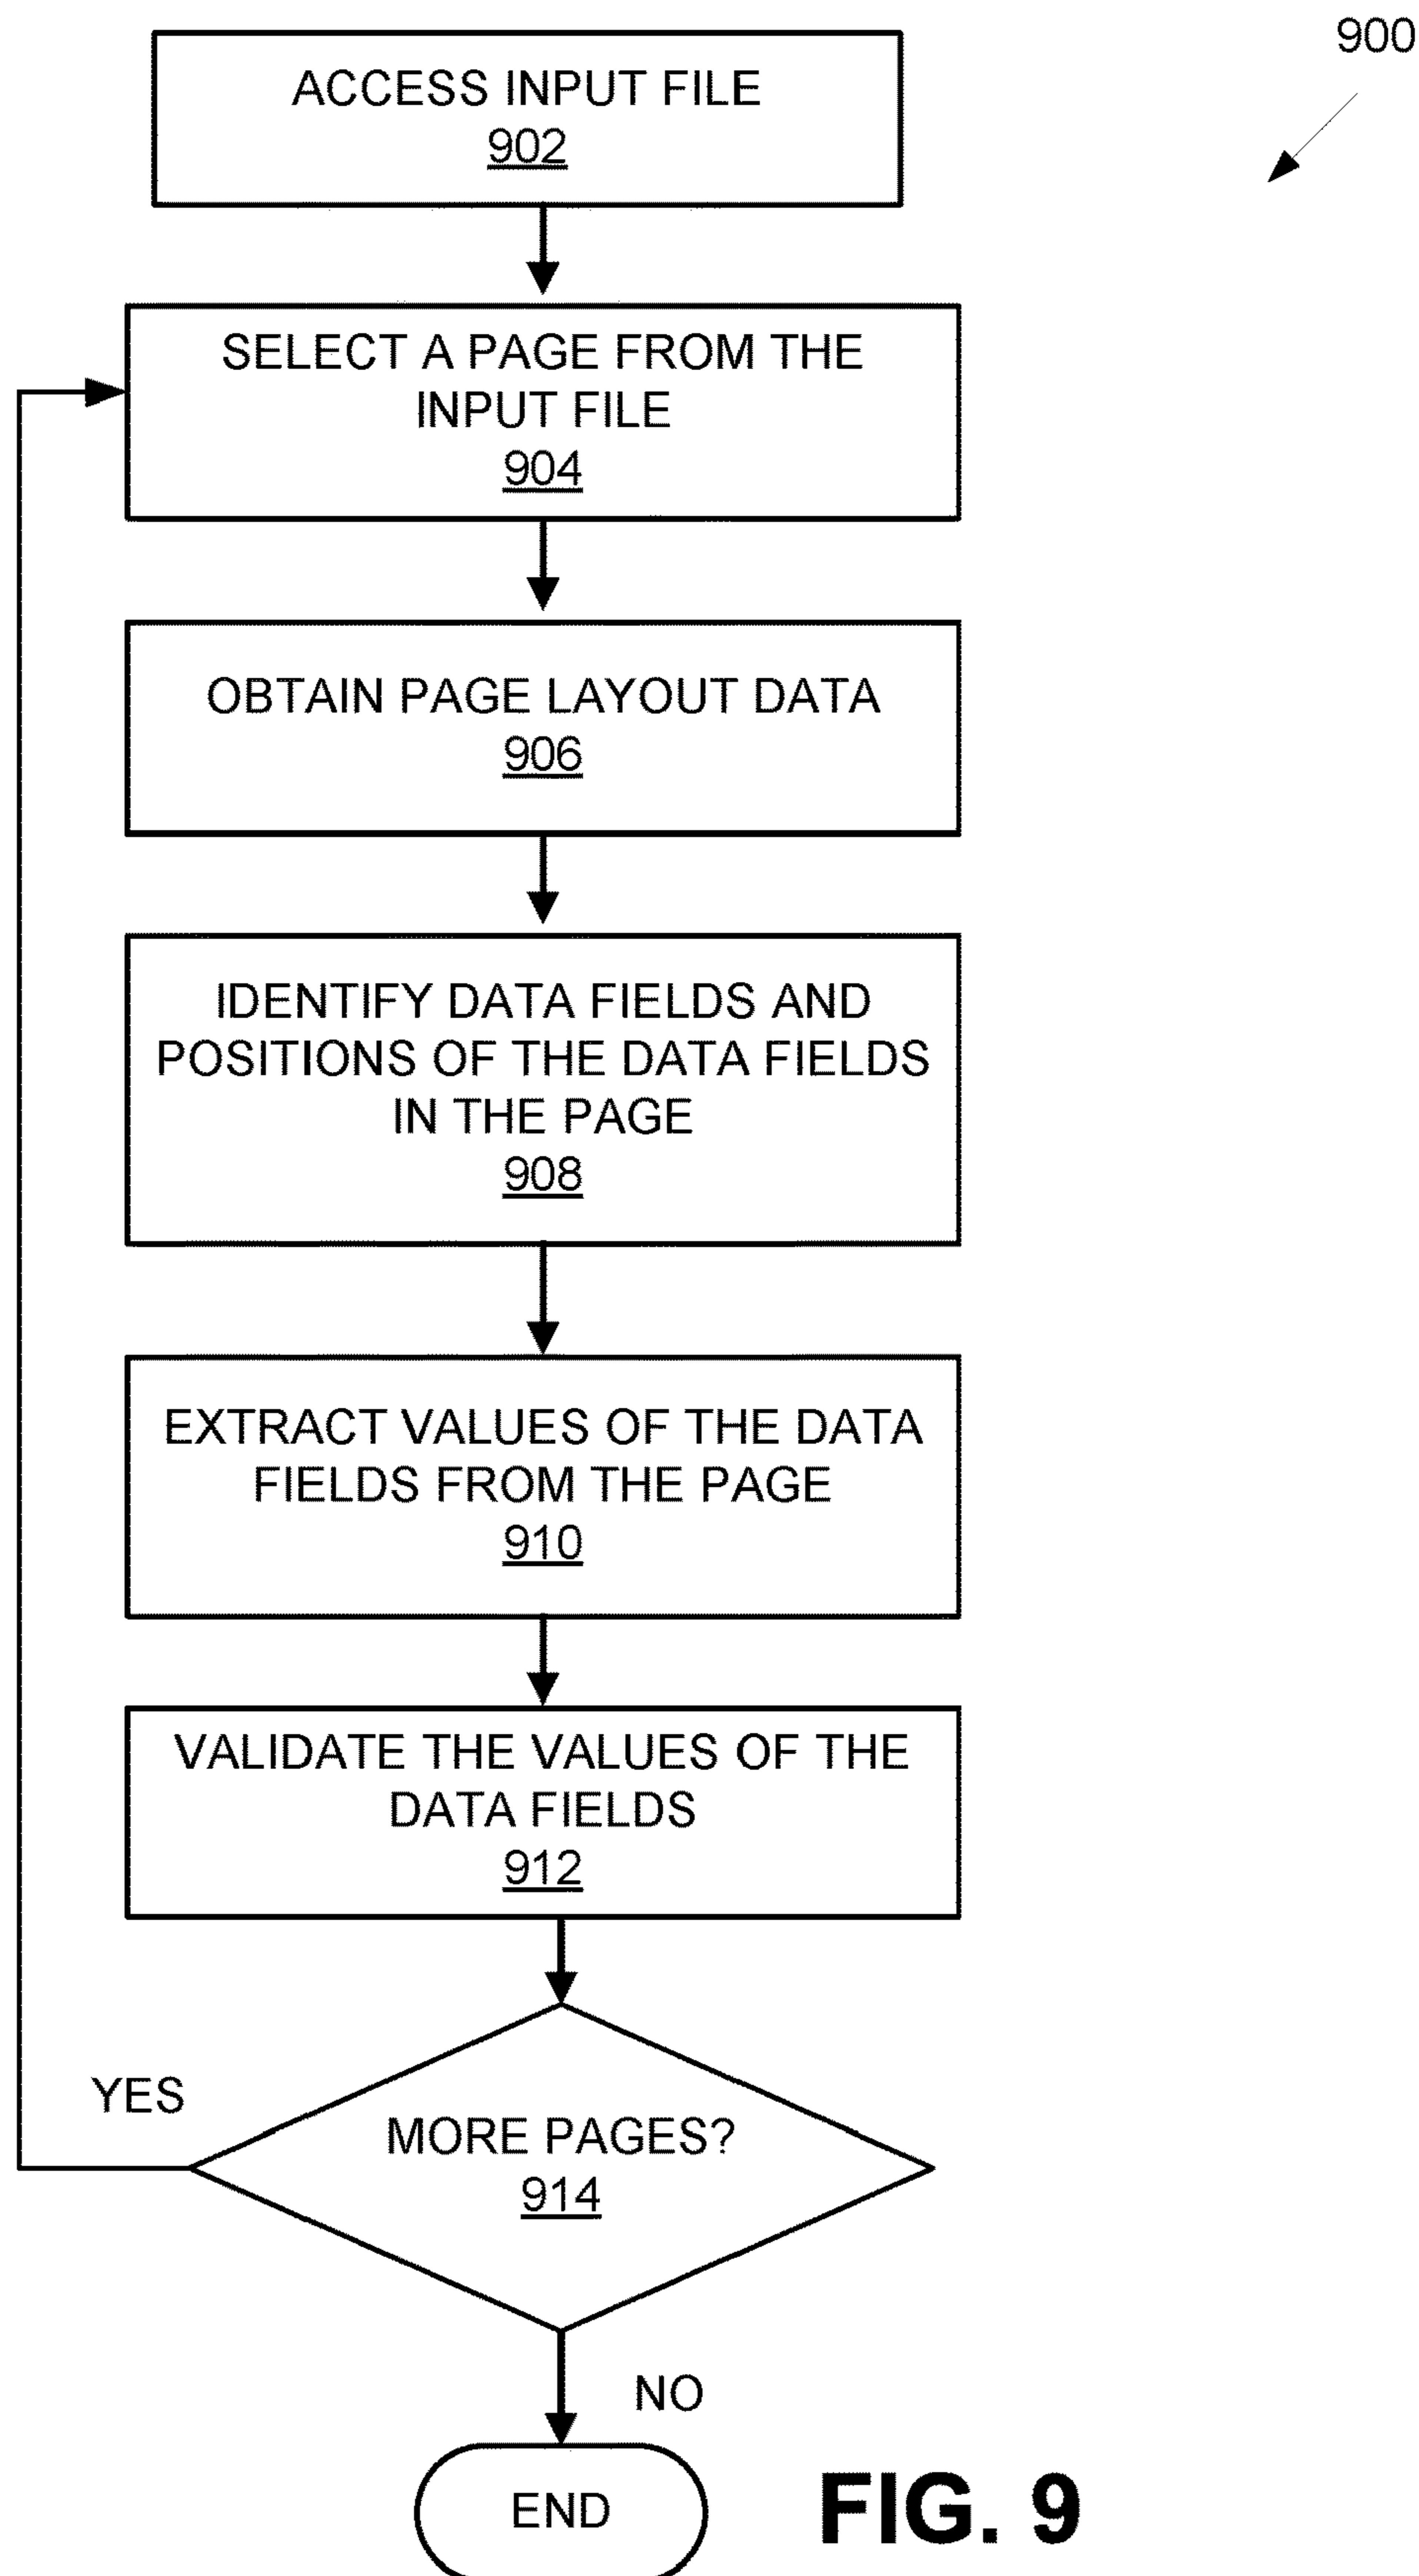 900
ACCESS INPUT FILE
902
SELECT A PAGE FROM THE
INPUT FILE
904
OBTAIN PAGE LAYOUT DATA
906
IDENTIFY DATA FIELDS AND
POSITIONS OF THE DATA FIELDS
IN THE PAGE
908
EXTRACT VALUES OF THE DATA
FIELDS FROM THE PAGE
910
VALIDATE THE VALUES OF THE
DATA FIELDS
912
YES
MORE PAGES?
914
NO
END
FIG. 9